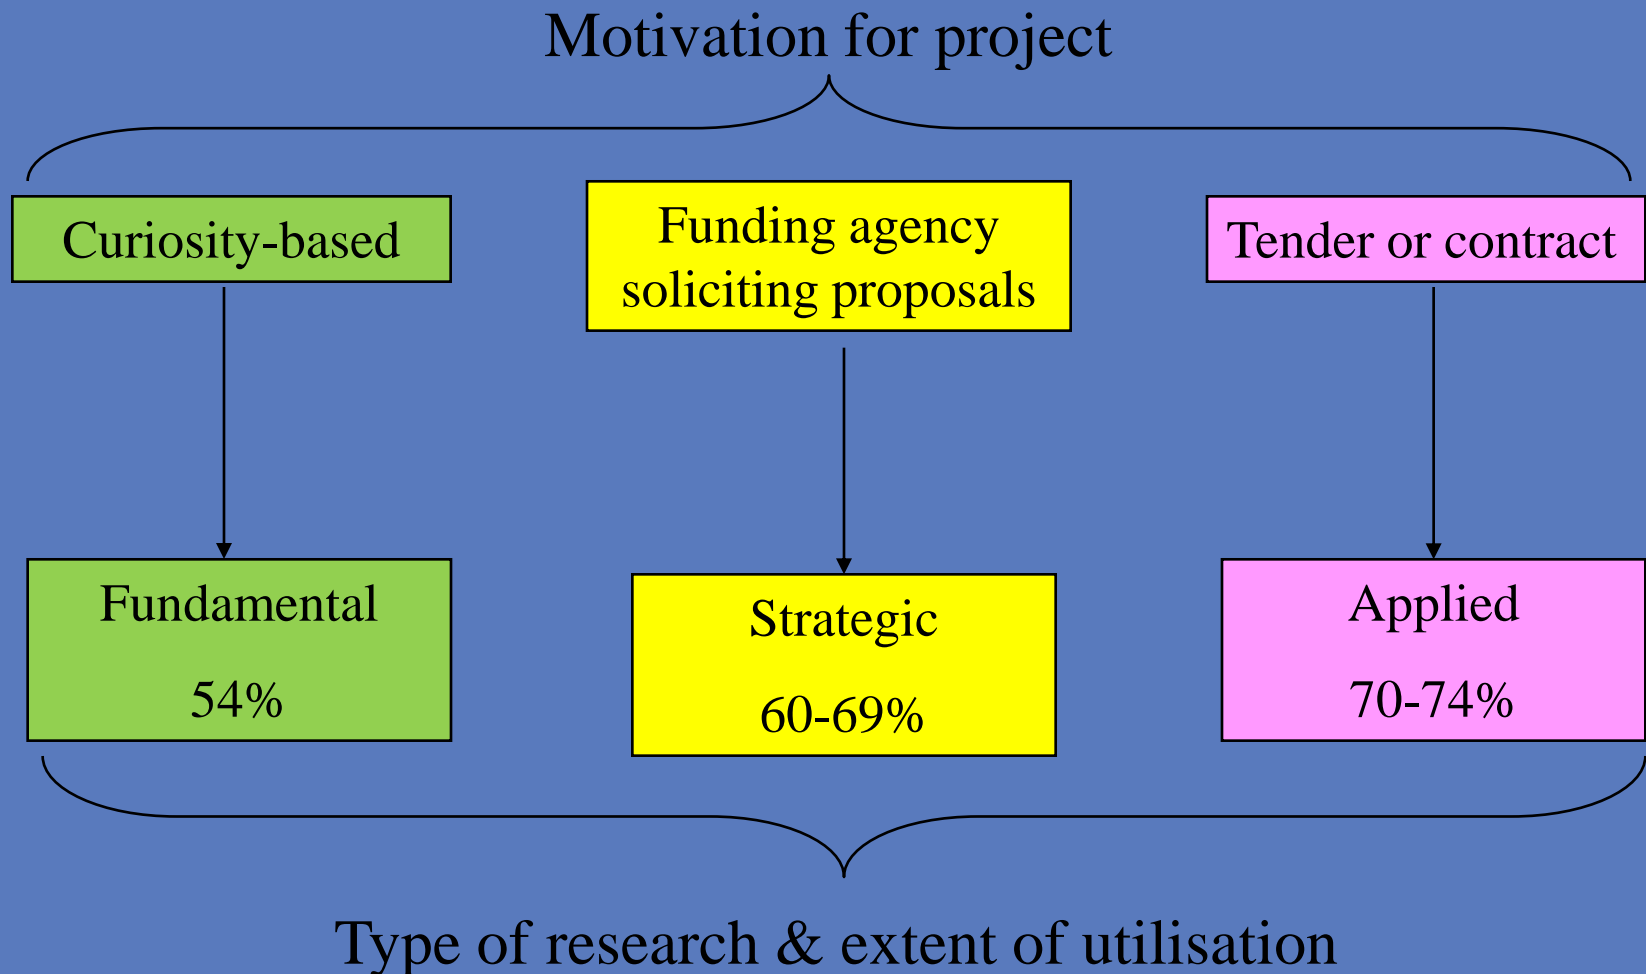 Motivation for project
Curiosity-based
Funding agency
soliciting proposals
Tender or contract
Fundamental
54%
Strategic
60-69%
Applied
70-74%
Type of research & extent of utilisation